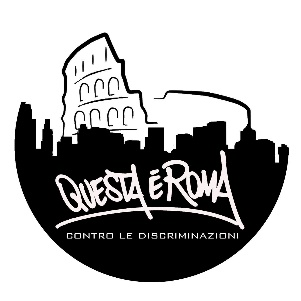 QUESTA È ROMA
CONTRO LE DISCRIMINAZIONI